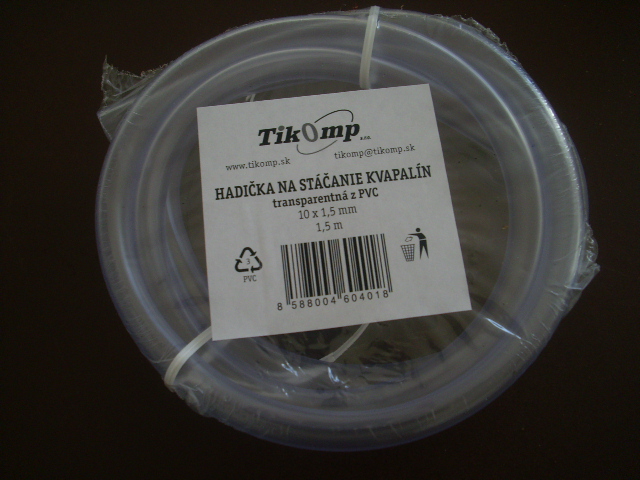 TikOmp s.r.o.
www.tikomp.sk tikomp@tikomp.sk
HADIČKA NA STÁČANIE KVAPALÍN
transparentná z PVC
10 x 1,5 mm
1,5 m
3
PVC
8 588004 604018